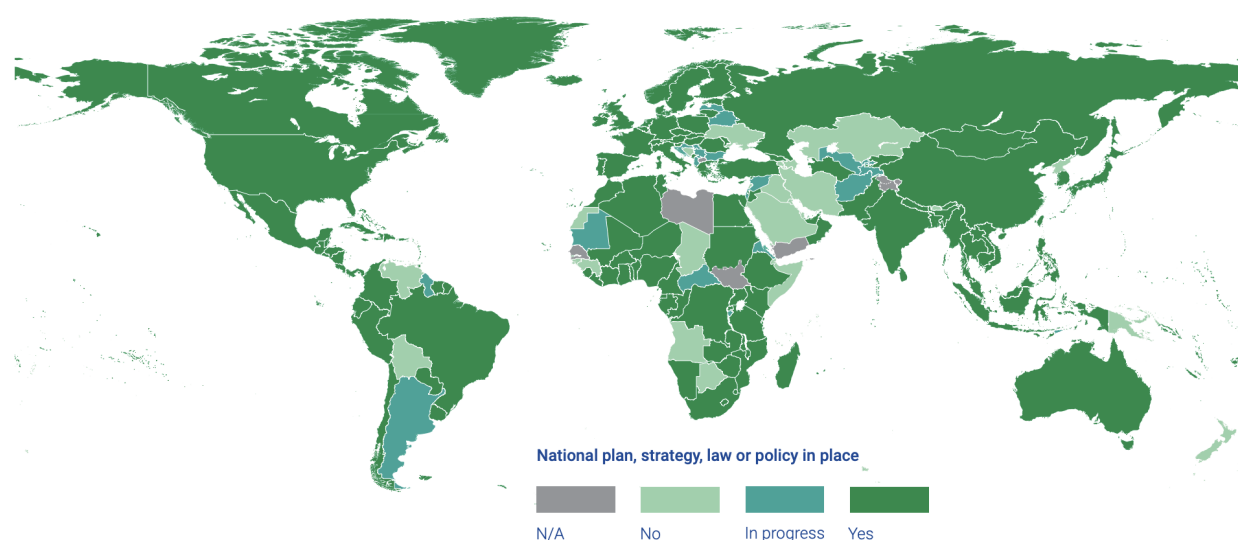 National plan, strategy, law or policy in place
N/A No In progress Yes